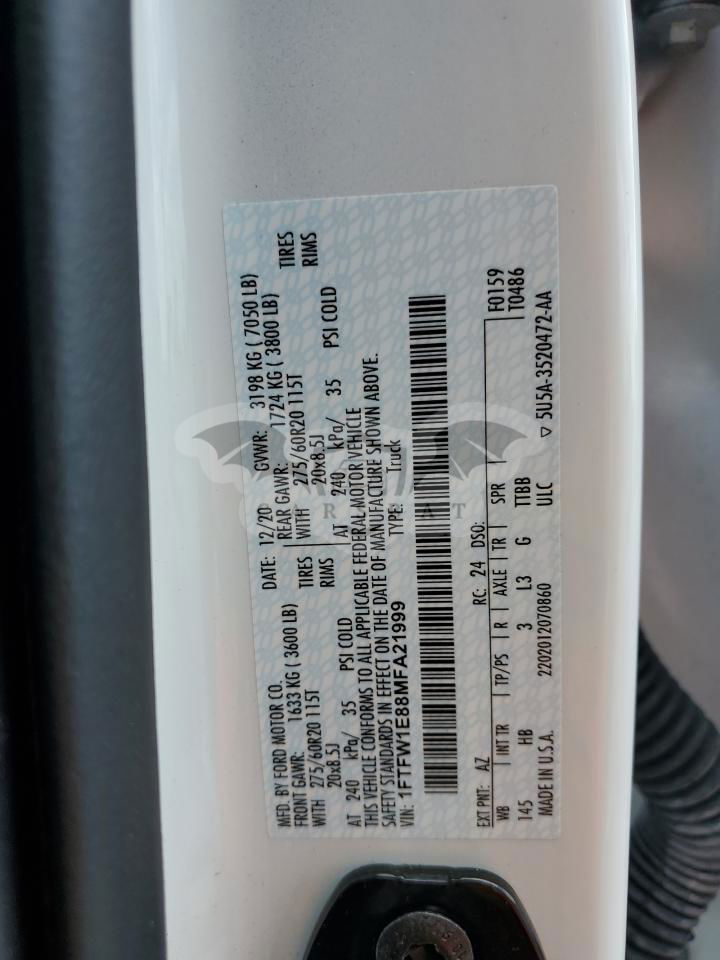 MFD. BY FORD MOTOR CO.
DATE: 12/20 GVWR: 3198 KG ( 7050 LB)
FRONT GAWR: 1633 KG ( 3600 LB) REAR GAWR: 1724 KG ( 3800 LB)
WITH 275/60R20 115T TIRES WITH 275/60R20 115T TIRES
20x8.5J RIMS 20x8.5J RIMS
AT 240 kPa/ 35 PSI COLD AT 240 kPa/ 35 PSI COLD
THIS VEHICLE CONFORMS TO ALL APPLICABLE FEDERAL MOTOR VEHICLE
SAFETY STANDARDS IN EFFECT ON THE DATE OF MANUFACTURE SHOWN ABOVE.
VIN: 1FTFW1E88MFA21999 TYPE: Truck
EXT PNT: AZ RC: 24 DSO: F0159
WB INT TR TP/PS R AXLE TR SPR T0486
145 HB 3 L3 G TTBB
MADE IN U.S.A. 2202012070860 ULC ▽ 5U5A-3520472-AA